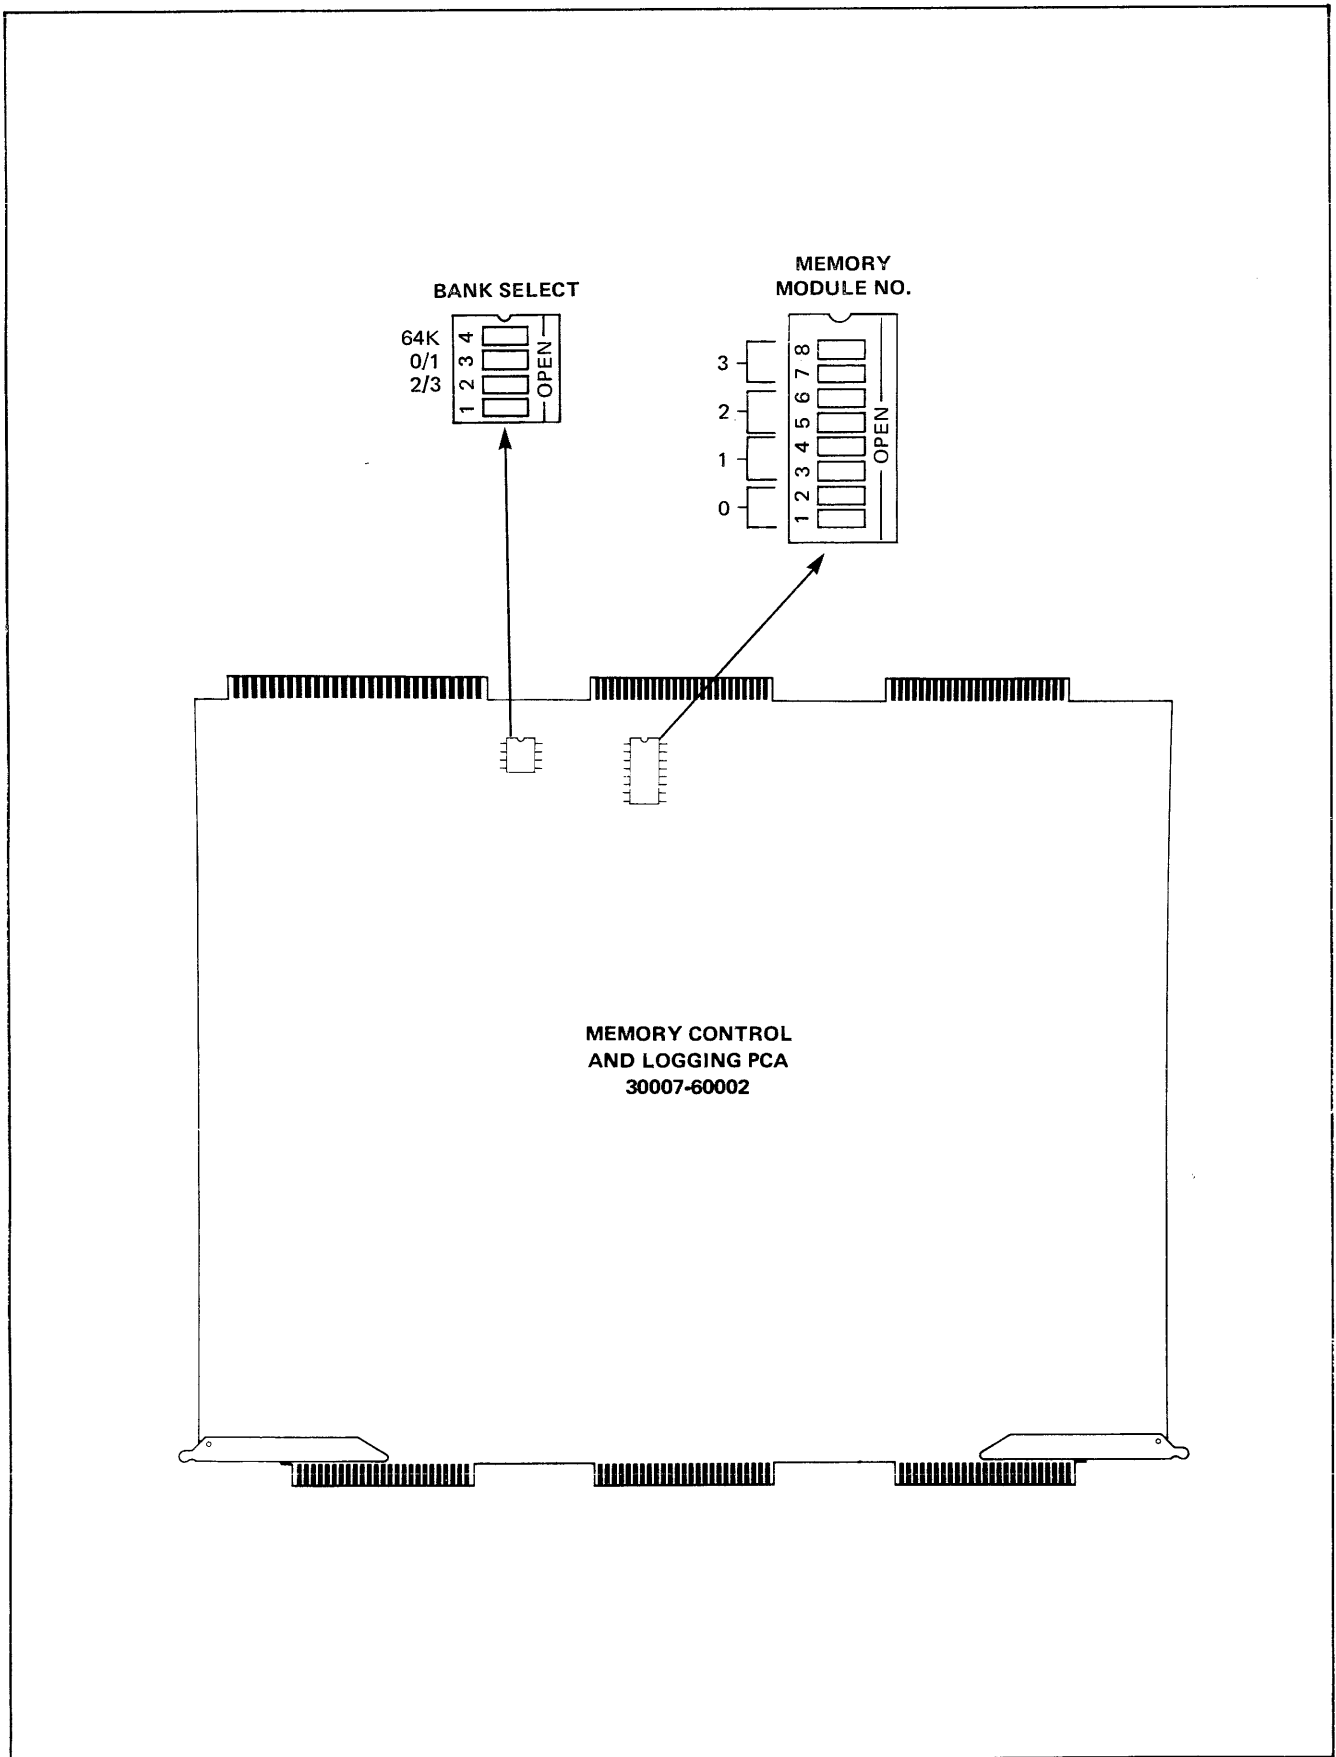 BANK SELECT
64K 4
0/1 3
2/3 2
1
OPEN
MEMORY
MODULE NO.
3
2
1
0
8
7
6
5
4
3
2
1
OPEN
MEMORY CONTROL
AND LOGGING PCA
30007-60002